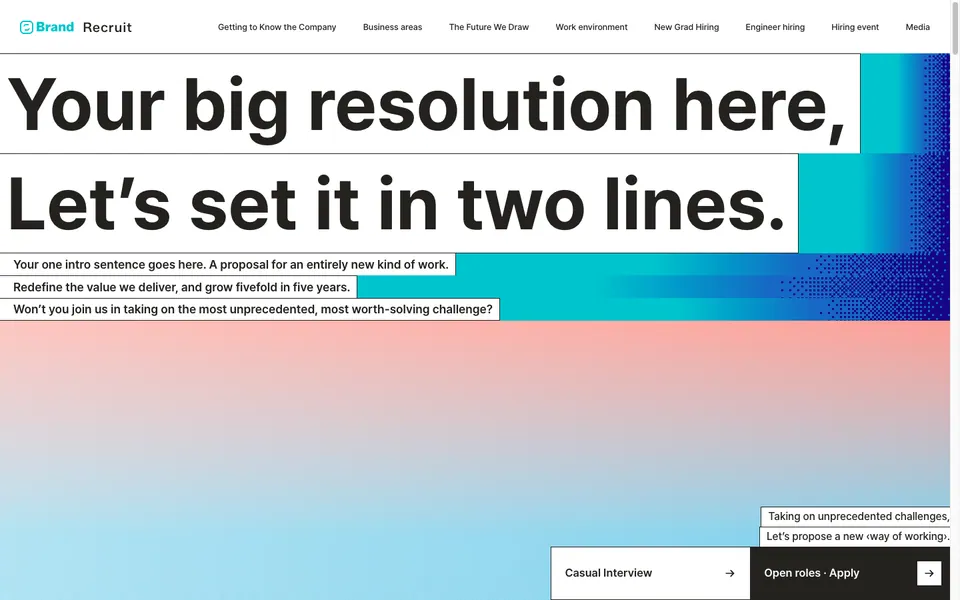 Brand Recruit Getting to Know the Company Business areas The Future We Draw Work environment New Grad Hiring Engineer hiring Hiring event Media
Your big resolution here,
Let’s set it in two lines.
Your one intro sentence goes here. A proposal for an entirely new kind of work.
Redefine the value we deliver, and grow fivefold in five years.
Won’t you join us in taking on the most unprecedented, most worth-solving challenge?
Taking on unprecedented challenges,
Let’s propose a new ‹way of working›.
Casual Interview →
Open roles · Apply →